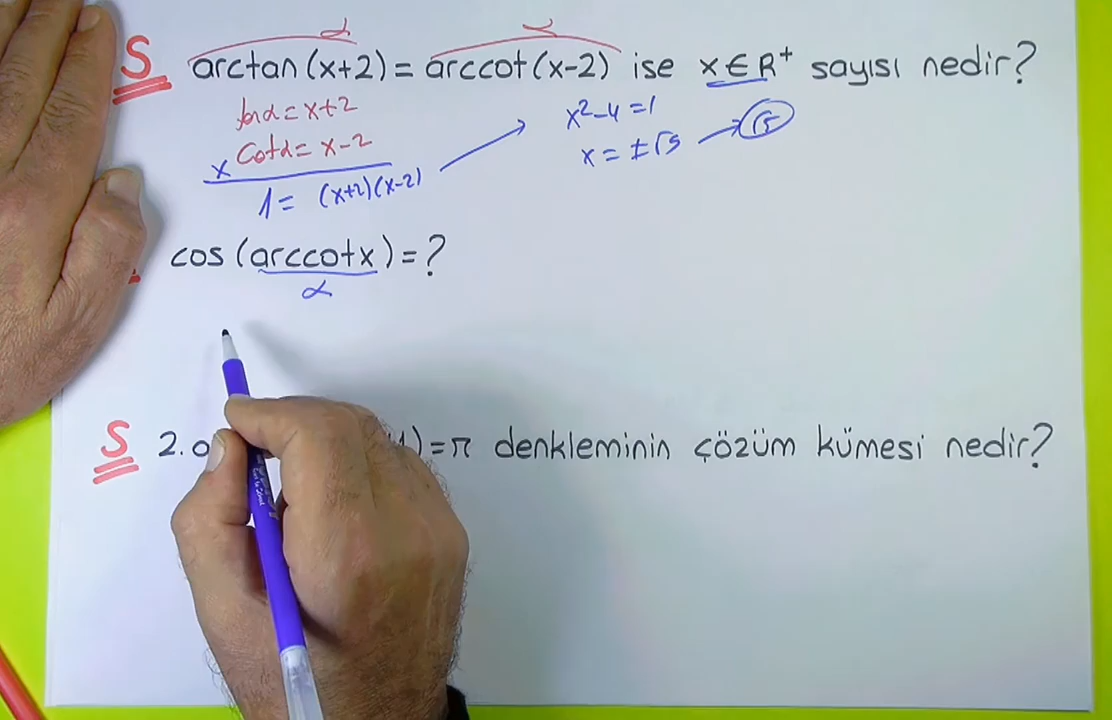 S arctan (x+2) = arccot (x-2) ise x ∈ R⁺ sayısı nedir?
α α
tanα = x+2
cotα = x-2
x
1 = (x+2)(x-2)
x²-4 = 1
x = ±√5 √5
cos (arccotx) = ?
α
S 2. )=π denkleminin çözüm kümesi nedir?